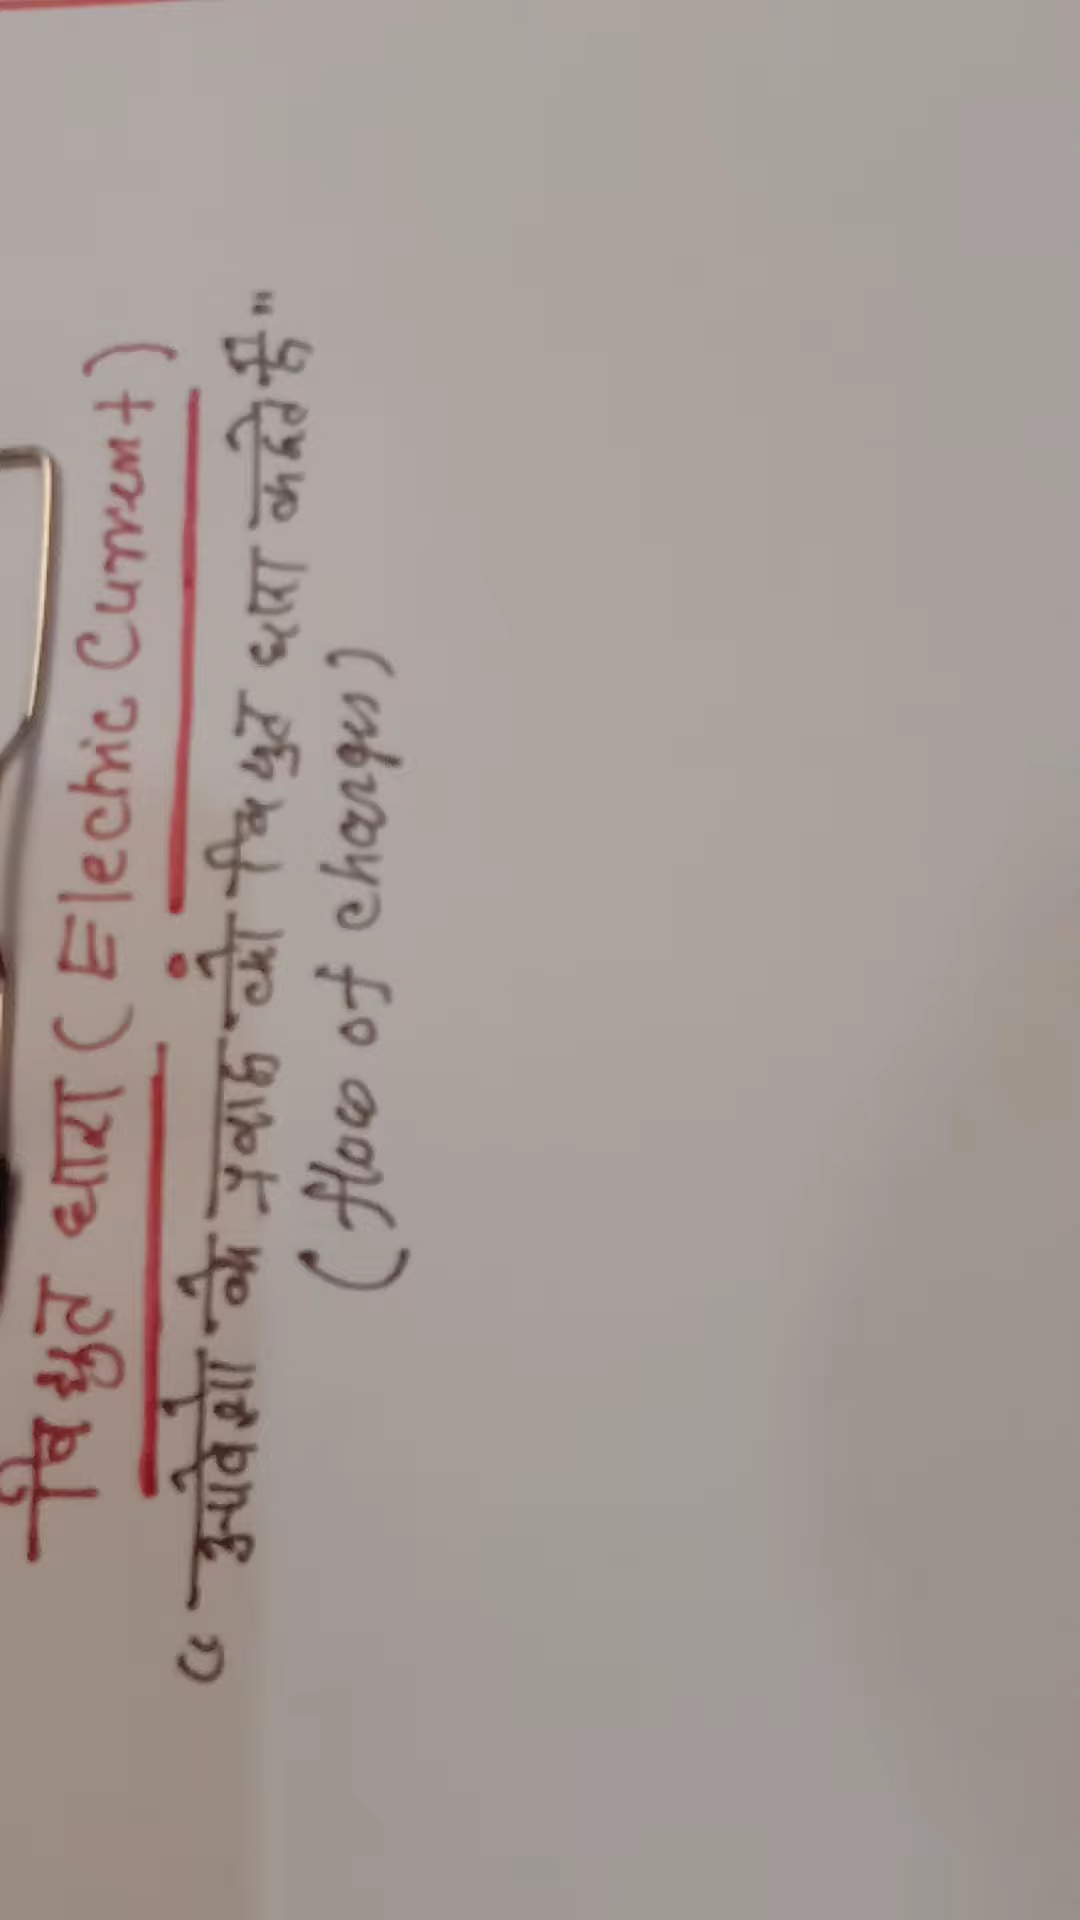 विधुत धारा ( Electric Current )
" आवेशो के प्रवाह को विधुत धारा कहते हैं "
( flow of charges )